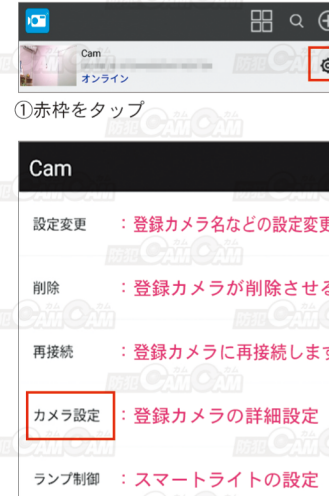 Cam
オンライン
①赤枠をタップ
Cam
設定変更 ：登録カメラ名などの設定変更
削除 ：登録カメラが削除させる
再接続 ：登録カメラに再接続します
カメラ設定 ：登録カメラの詳細設定
ランプ制御 ：スマートライトの設定